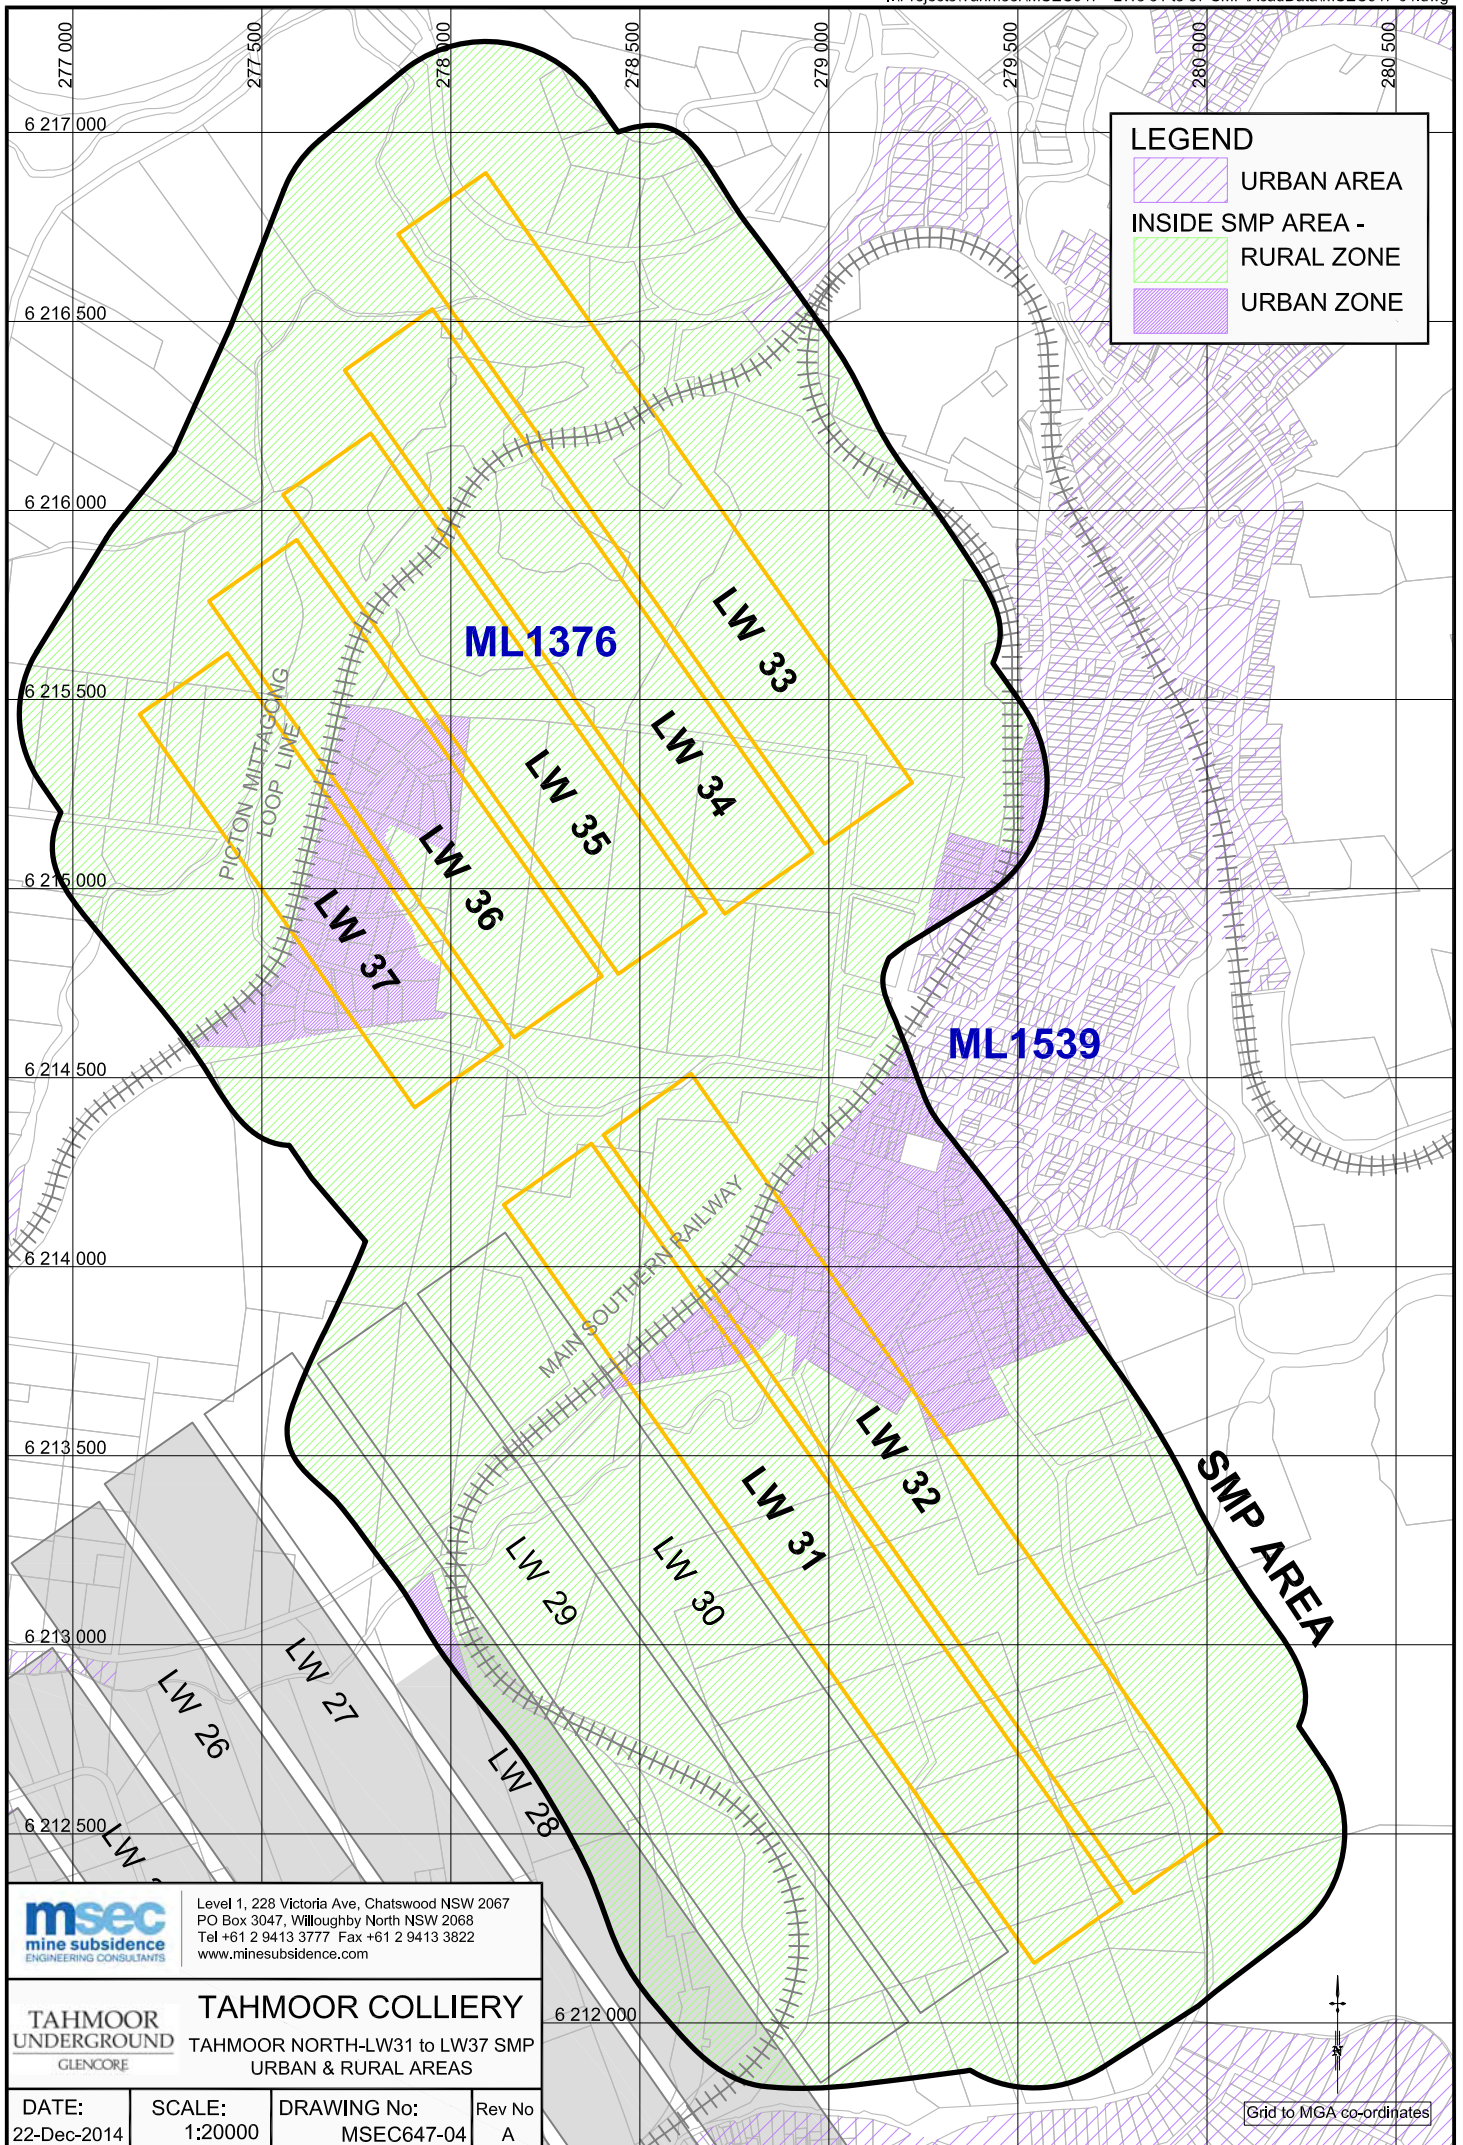 277 000
277 500
278 000
278 500
279 000
279 500
280 000
280 500
LEGEND
URBAN AREA
INSIDE SMP AREA -
RURAL ZONE
URBAN ZONE
6 217 000
6 216 500
6 216 000
6 215 500
6 215 000
6 214 500
6 214 000
6 213 500
6 213 000
6 212 500
6 212 000
ML1376
ML1539
LW 33
LW 34
LW 35
LW 36
LW 37
PICTON MITTAGONG
LOOP LINE
MAIN SOUTHERN RAILWAY
LW 32
LW 31
LW 30
LW 29
LW 28
LW 27
LW 26
LW
SMP AREA
msec
mine subsidence
ENGINEERING CONSULTANTS
Level 1, 228 Victoria Ave, Chatswood NSW 2067
PO Box 3047, Willoughby North NSW 2068
Tel +61 2 9413 3777 Fax +61 2 9413 3822
www.minesubsidence.com
TAHMOOR
UNDERGROUND
GLENCORE
TAHMOOR COLLIERY
TAHMOOR NORTH-LW31 to LW37 SMP
URBAN & RURAL AREAS
DATE:
22-Dec-2014
SCALE:
1:20000
DRAWING No:
MSEC647-04
Rev No
A
N
Grid to MGA co-ordinates